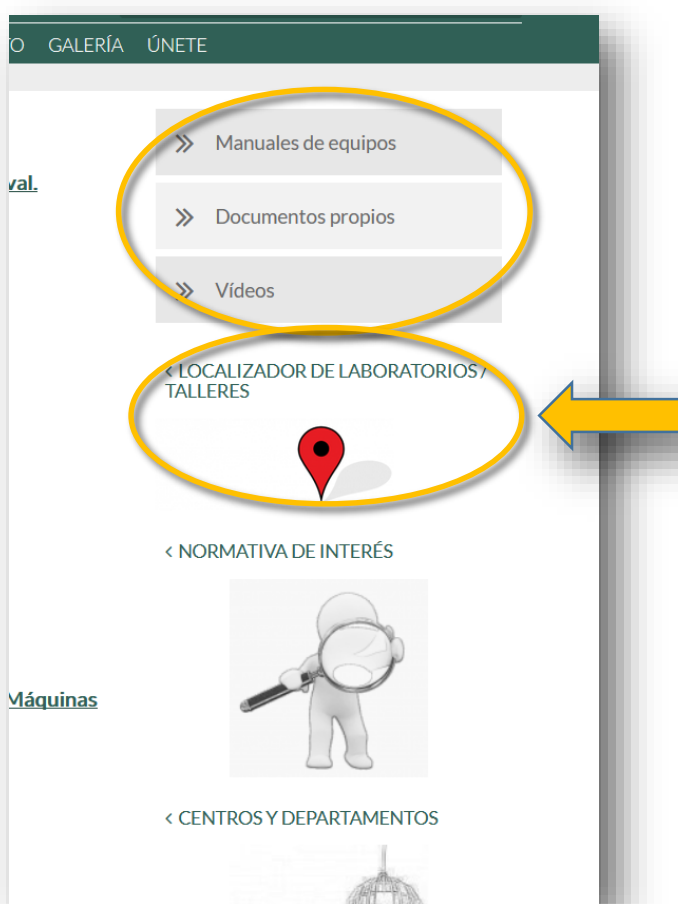 GALERÍA ÚNETE
Manuales de equipos
val.
Documentos propios
Vídeos
‹ LOCALIZADOR DE LABORATORIOS /
TALLERES
‹ NORMATIVA DE INTERÉS
Máquinas
‹ CENTROS Y DEPARTAMENTOS